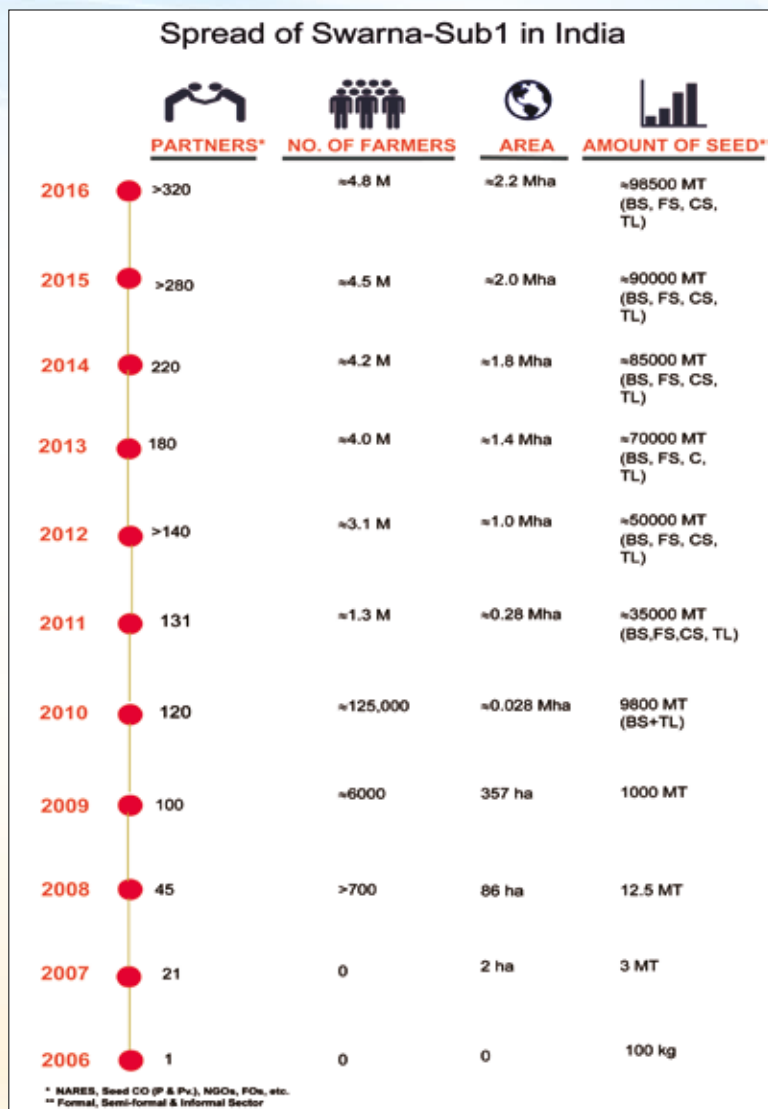 Spread of Swarna-Sub1 in India
PARTNERS* NO. OF FARMERS AREA AMOUNT OF SEED**
2016 >320 ≈4.8 M ≈2.2 Mha ≈98500 MT
(BS, FS, CS,
TL)
2015 >280 ≈4.5 M ≈2.0 Mha ≈90000 MT
(BS, FS, CS,
TL)
2014 220 ≈4.2 M ≈1.8 Mha ≈85000 MT
(BS, FS, CS,
TL)
2013 180 ≈4.0 M ≈1.4 Mha ≈70000 MT
(BS, FS, C,
TL)
2012 >140 ≈3.1 M ≈1.0 Mha ≈50000 MT
(BS, FS, CS,
TL)
2011 131 ≈1.3 M ≈0.28 Mha ≈35000 MT
(BS,FS,CS, TL)
2010 120 ≈125,000 ≈0.028 Mha 9800 MT
(BS+TL)
2009 100 ≈6000 357 ha 1000 MT
2008 45 >700 86 ha 12.5 MT
2007 21 0 2 ha 3 MT
2006 1 0 0 100 kg
* NARES, Seed CO (P & Pv.), NGOs, FOs, etc.
** Formal, Semi-formal & Informal Sector